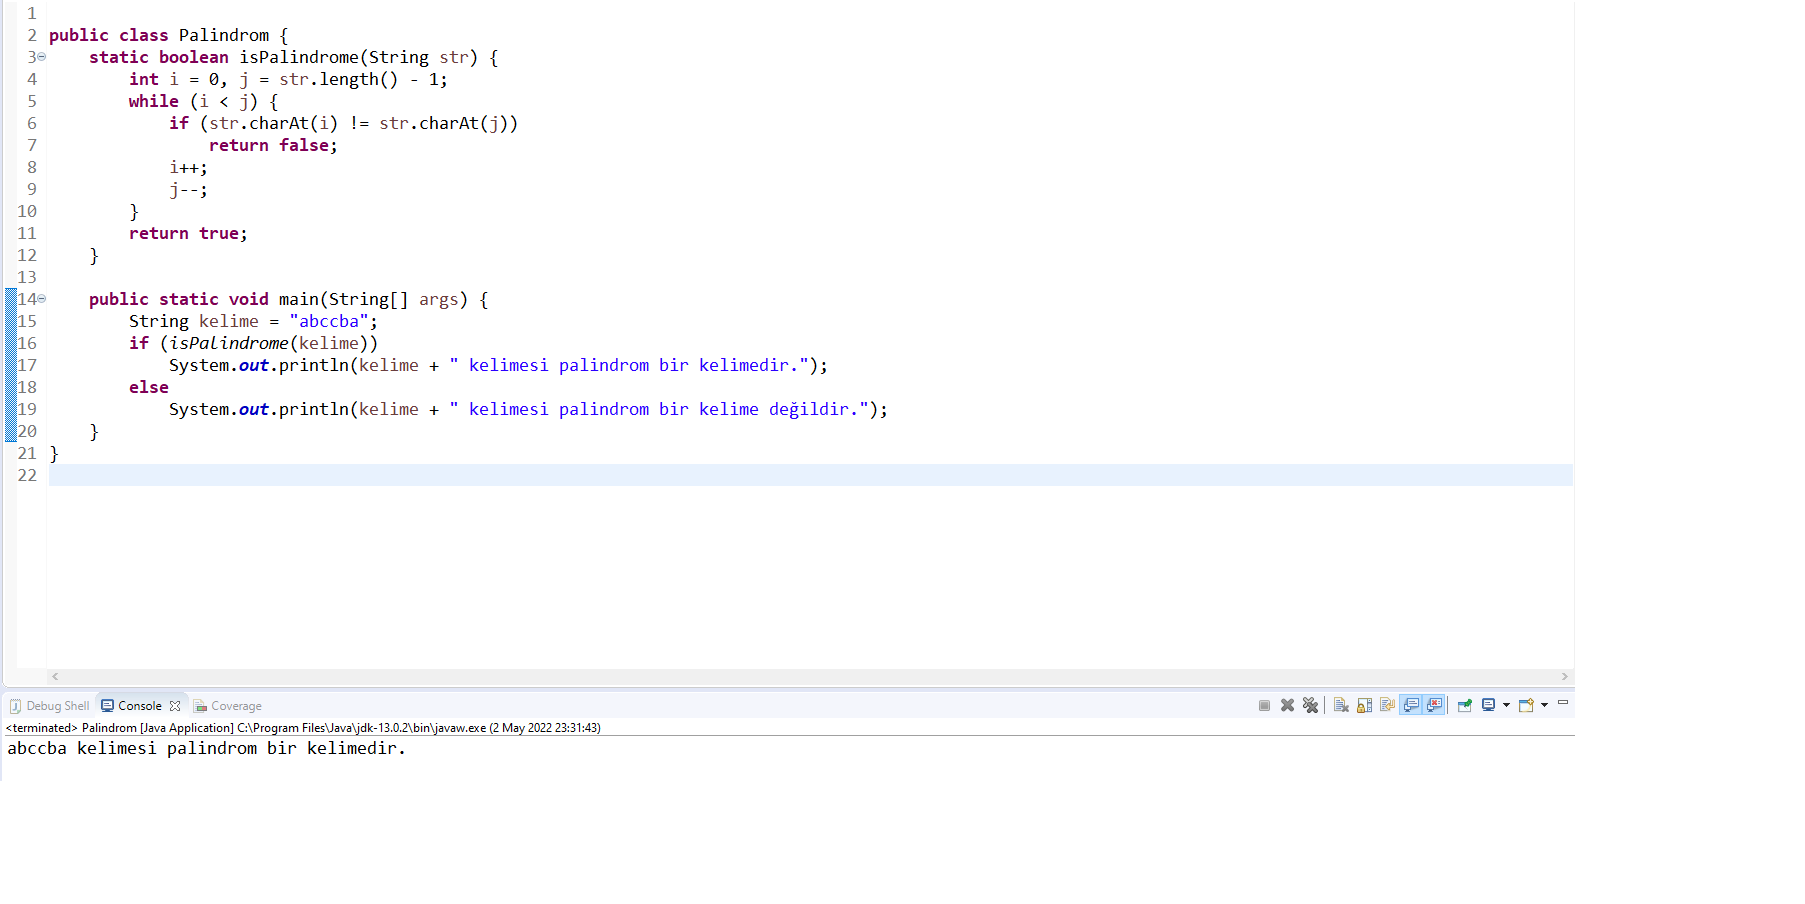 1
2 public class Palindrom {
3 static boolean isPalindrome(String str) {
4 int i = 0, j = str.length() - 1;
5 while (i < j) {
6 if (str.charAt(i) != str.charAt(j))
7 return false;
8 i++;
9 j--;
10 }
11 return true;
12 }
13
14 public static void main(String[] args) {
15 String kelime = "abccba";
16 if (isPalindrome(kelime))
17 System.out.println(kelime + " kelimesi palindrom bir kelimedir.");
18 else
19 System.out.println(kelime + " kelimesi palindrom bir kelime değildir.");
20 }
21 }
22
Debug Shell Console Coverage
<terminated> Palindrom [Java Application] C:\Program Files\Java\jdk-13.0.2\bin\javaw.exe (2 May 2022 23:31:43)
abccba kelimesi palindrom bir kelimedir.